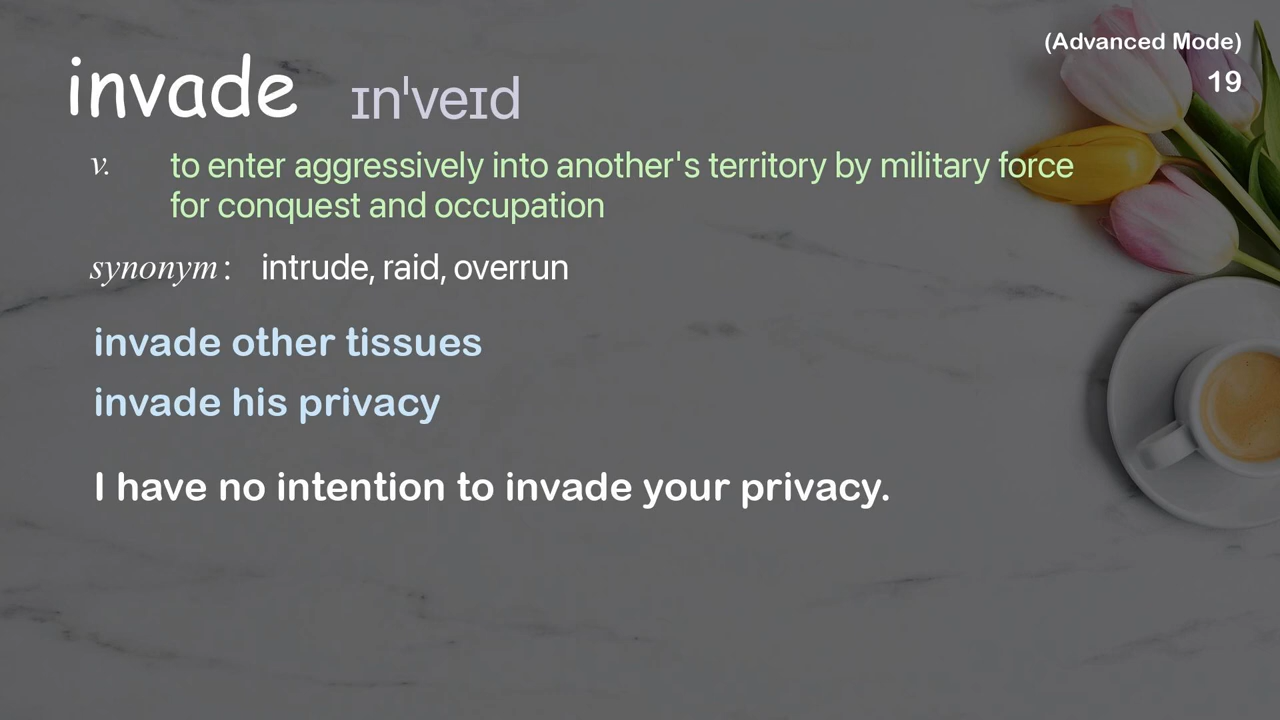 (Advanced Mode)
19
invade ɪnˈveɪd
v. to enter aggressively into another's territory by military force
for conquest and occupation
synonym: intrude, raid, overrun
invade other tissues
invade his privacy
I have no intention to invade your privacy.